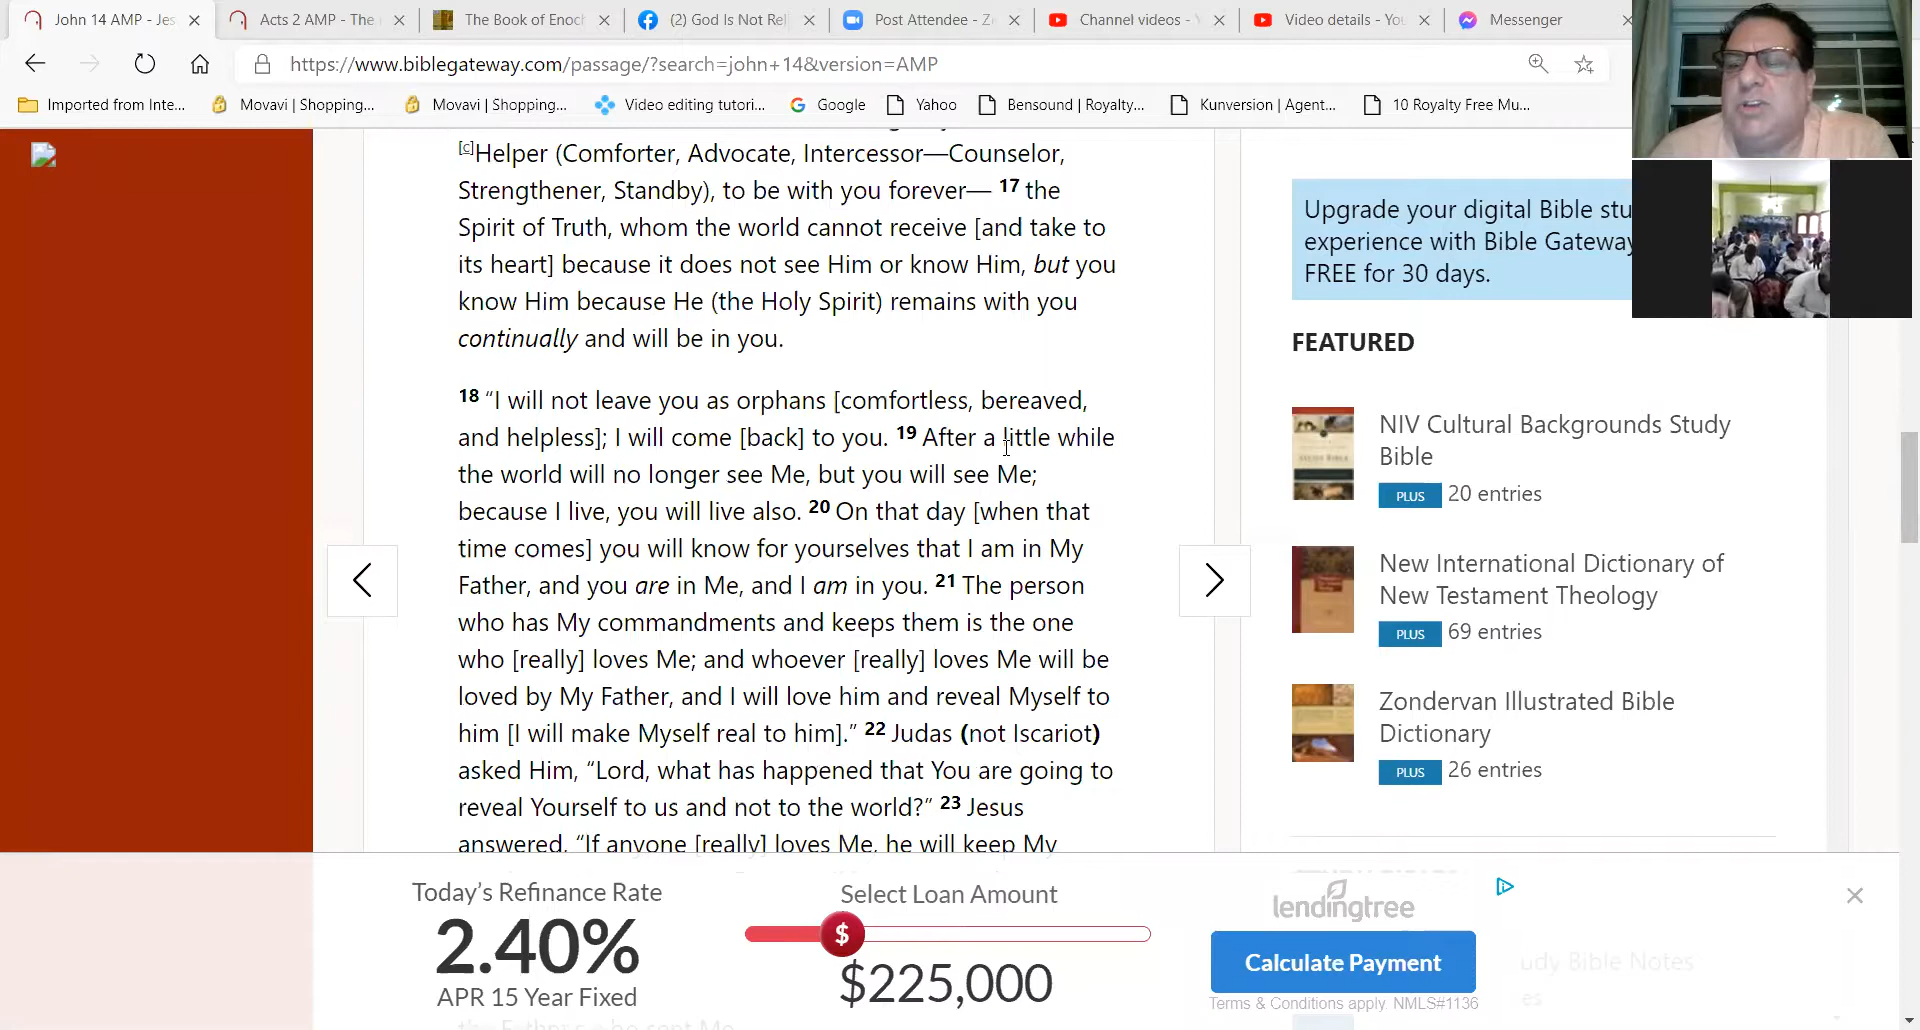 John 14 AMP - Jes
Acts 2 AMP - The
The Book of Enoc
(2) God Is Not Rel
Post Attendee - Z
Channel videos -
Video details - You
Messenger
https://www.biblegateway.com/passage/?search=john+14&version=AMP
Imported from Inte...
Movavi | Shopping...
Movavi | Shopping...
Video editing tutori...
Google
Yahoo
Bensound | Royalty...
Kunversion | Agent...
10 Royalty Free Mu...
[c]Helper (Comforter, Advocate, Intercessor—Counselor,
Strengthener, Standby), to be with you forever— 17 the
Spirit of Truth, whom the world cannot receive [and take to
its heart] because it does not see Him or know Him, but you
know Him because He (the Holy Spirit) remains with you
continually and will be in you.
18 “I will not leave you as orphans [comfortless, bereaved,
and helpless]; I will come [back] to you. 19 After a little while
the world will no longer see Me, but you will see Me;
because I live, you will live also. 20 On that day [when that
time comes] you will know for yourselves that I am in My
Father, and you are in Me, and I am in you. 21 The person
who has My commandments and keeps them is the one
who [really] loves Me; and whoever [really] loves Me will be
loved by My Father, and I will love him and reveal Myself to
him [I will make Myself real to him].” 22 Judas (not Iscariot)
asked Him, “Lord, what has happened that You are going to
reveal Yourself to us and not to the world?” 23 Jesus
answered, “If anyone [really] loves Me, he will keep My
Upgrade your digital Bible stu
experience with Bible Gateway
FREE for 30 days.
FEATURED
NIV Cultural Backgrounds Study
Bible
PLUS 20 entries
New International Dictionary of
New Testament Theology
PLUS 69 entries
Zondervan Illustrated Bible
Dictionary
PLUS 26 entries
Today’s Refinance Rate
2.40%
APR 15 Year Fixed
Select Loan Amount
$
$225,000
lendingtree
Calculate Payment
Terms & Conditions apply. NMLS#1136
udy Bible Notes
es